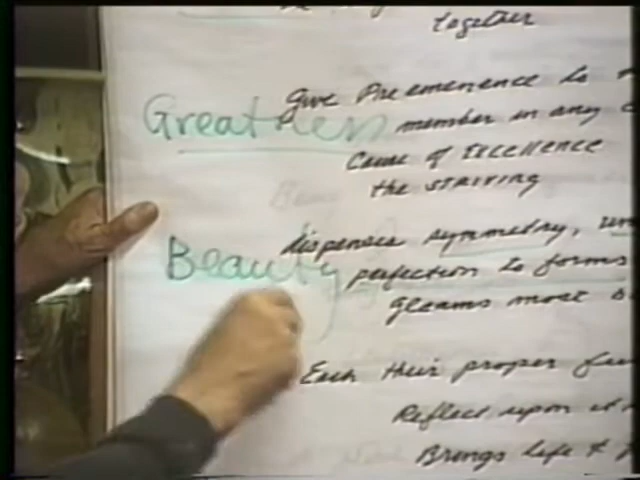 together
Greatness
Give Preemenence to
member in any
Cause of Excellence
the striving
Beauty
dispenses symmetry,
perfection to forms
gleams most
Each their proper
Reflect upon
Brings life &